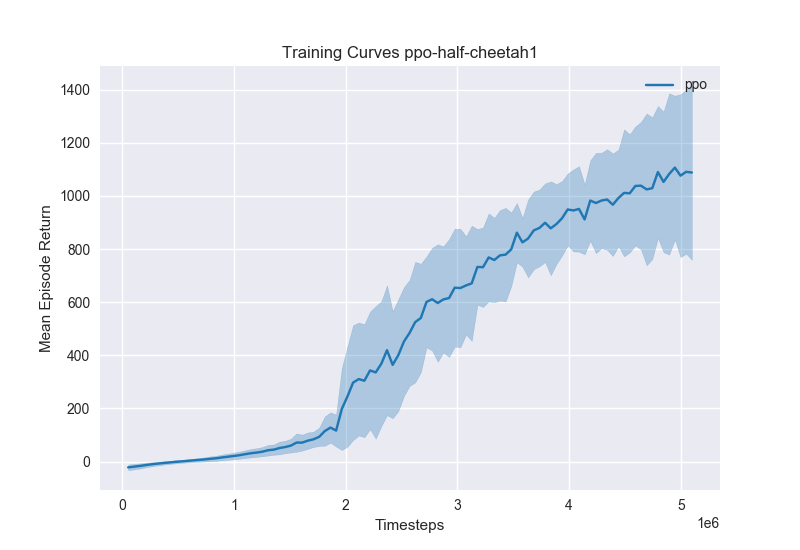 Training Curves ppo-half-cheetah1
ppo
Mean Episode Return
1400
1200
1000
800
600
400
200
0
0 1 2 3 4 5
1e6
Timesteps